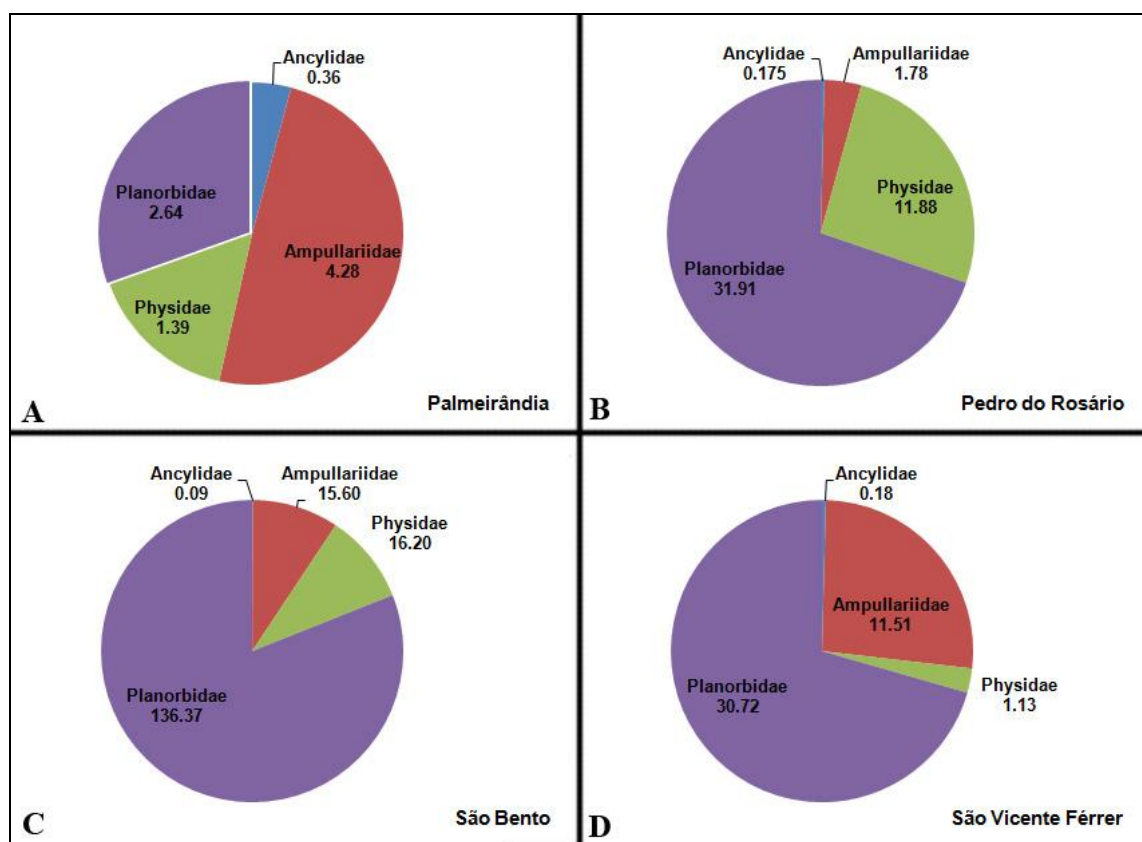 Ancylidae
0.36
Planorbidae
2.64
Ampullariidae
4.28
Physidae
1.39
A
Palmeirândia
Ancylidae
0.175
Ampullariidae
1.78
Physidae
11.88
Planorbidae
31.91
B
Pedro do Rosário
Ancylidae
0.09
Ampullariidae
15.60
Physidae
16.20
Planorbidae
136.37
C
São Bento
Ancylidae
0.18
Ampullariidae
11.51
Physidae
1.13
Planorbidae
30.72
D
São Vicente Férrer